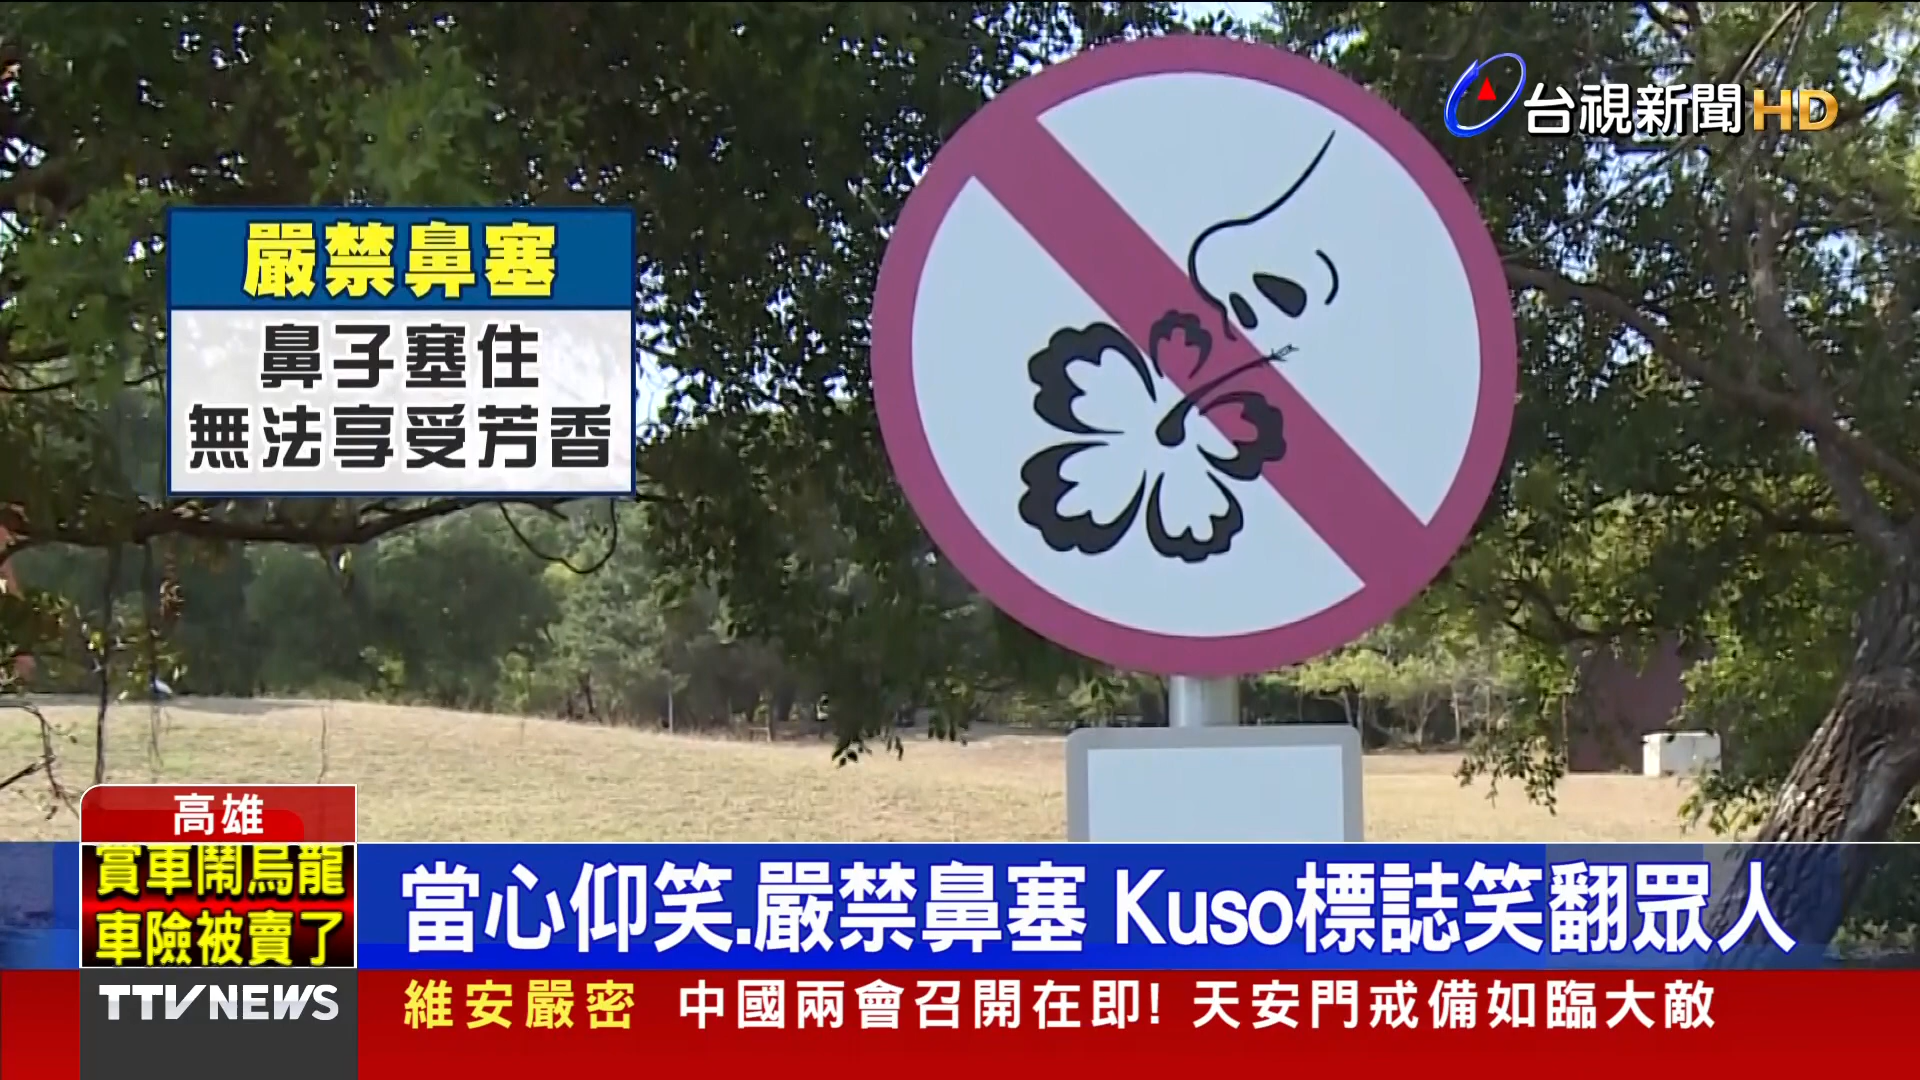 台視新聞HD
嚴禁鼻塞
鼻子塞住
無法享受芳香
高雄
賞車鬧烏龍
車險被賣了
當心仰笑.嚴禁鼻塞 Kuso標誌笑翻眾人
TTV NEWS
維安嚴密 中國兩會召開在即! 天安門戒備如臨大敵